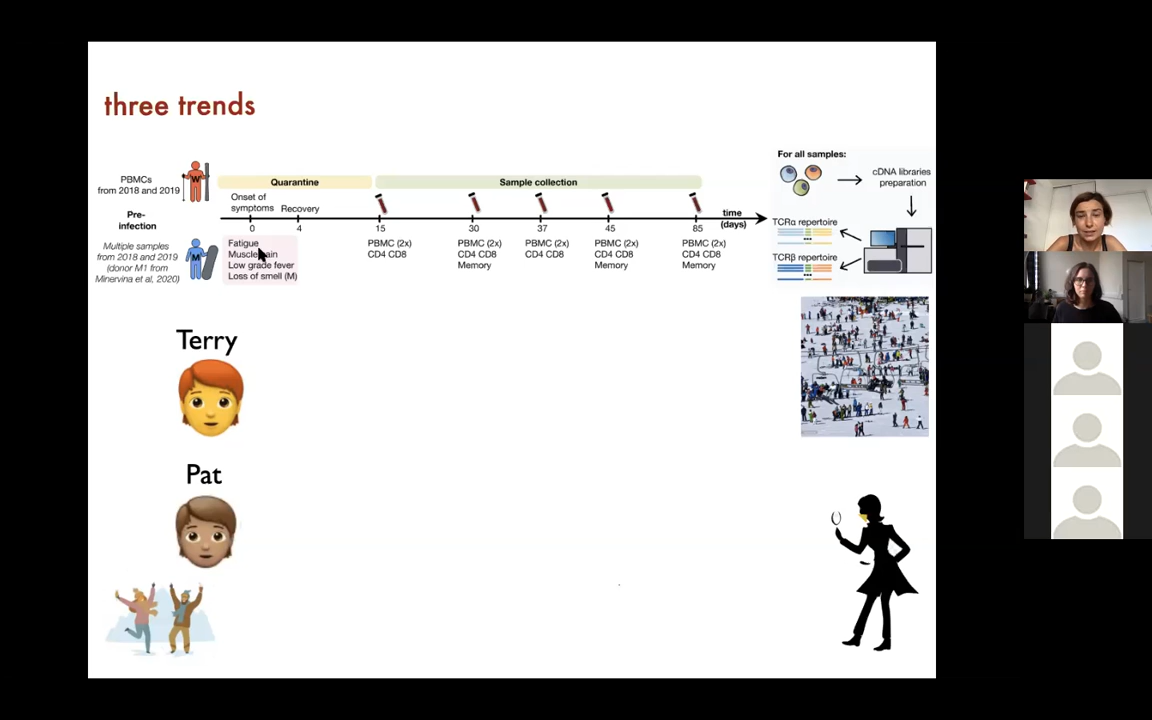 three trends
PBMCs
from 2018 and 2019
W
Pre-
infection
Multiple samples
from 2018 and 2019
(donor M1 from
Minervina et am, 2020)
M
Quarantine
Sample collection
Onset of
symptoms
Recovery
time
(days)
0
4
15
30
37
45
85
Fatigue
Low grade fever
Loss of smell (M)
PBMC (2x)
CD4 CD8
PBMC (2x)
CD4 CD8
Memory
PBMC (2x)
CD4 CD8
PBMC (2x)
CD4 CD8
Memory
PBMC (2x)
CD4 CD8
Memory
For all samples:
cDNA libraries
preparation
TCRα repertoire
TCRβ repertoire
Terry
Pat